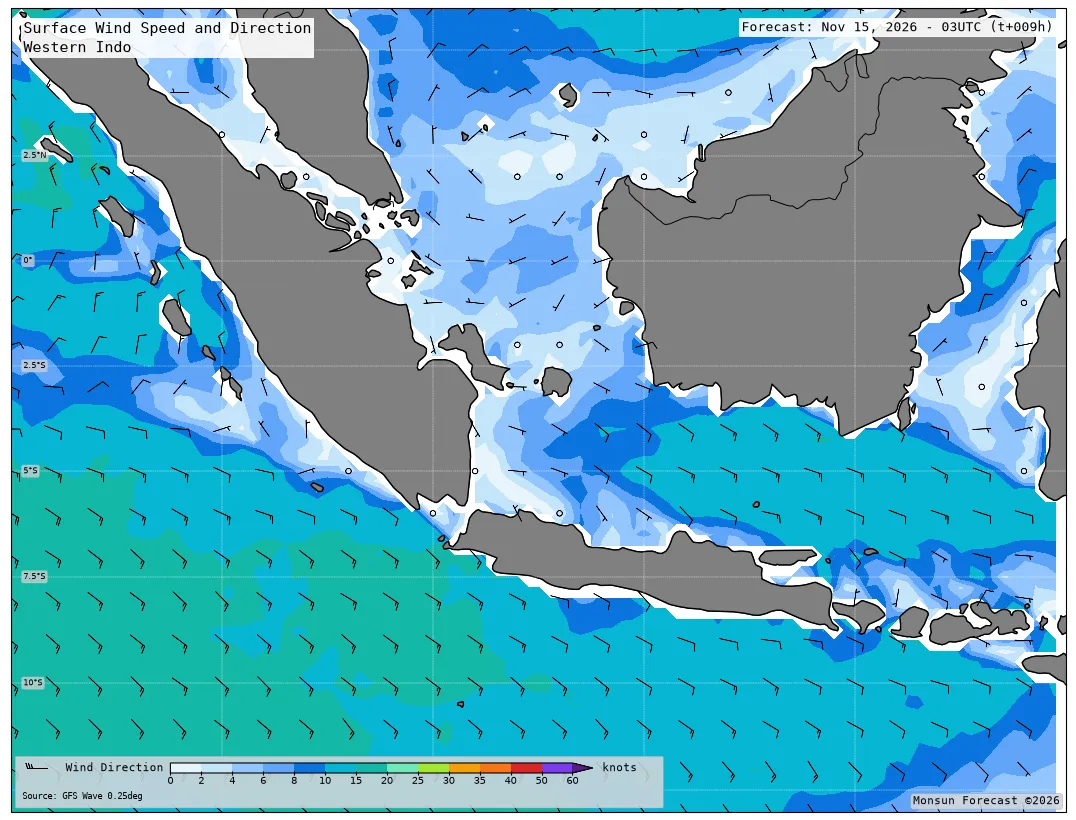 Surface Wind Speed and Direction
Western Indo
Forecast: Nov 15, 2026 - 03UTC (t+009h)
2.5°N
0°
2.5°S
5°S
7.5°S
10°S
Wind Direction
0 2 4 6 8 10 15 20 25 30 35 40 50 60
knots
Source: GFS Wave 0.25deg
Monsun Forecast ©2026